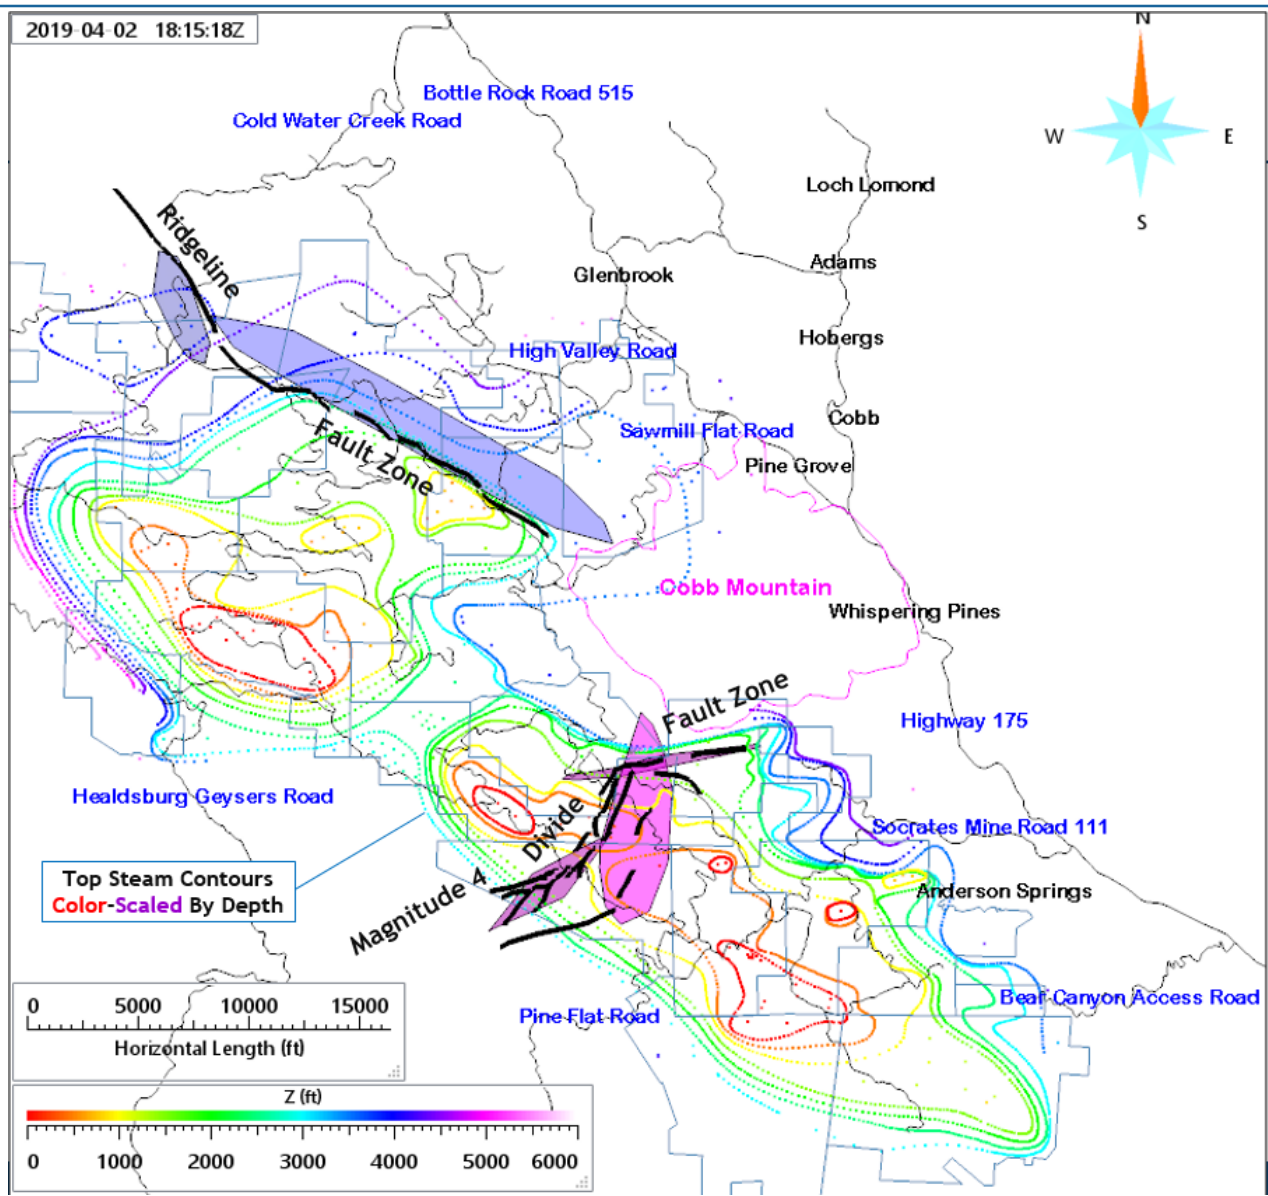 2019-04-02 18:15:18Z
N
Bottle Rock Road 515
Cold Water Creek Road
W
E
S
Loch Lomond
Ridgeline
Adams
Glenbrook
Hobergs
High Valley Road
Cobb
Sawmill Flat Road
Fault Zone
Pine Grove
Cobb Mountain
Whispering Pines
Fault Zone
Highway 175
Healdsburg Geysers Road
Divide
Socrates Mine Road 111
Top Steam Contours
Color-Scaled By Depth
Magnitude 4
Anderson Springs
Bear Canyon Access Road
Pine Flat Road
0 5000 10000 15000
Horizontal Length (ft)
Z (ft)
0 1000 2000 3000 4000 5000 6000